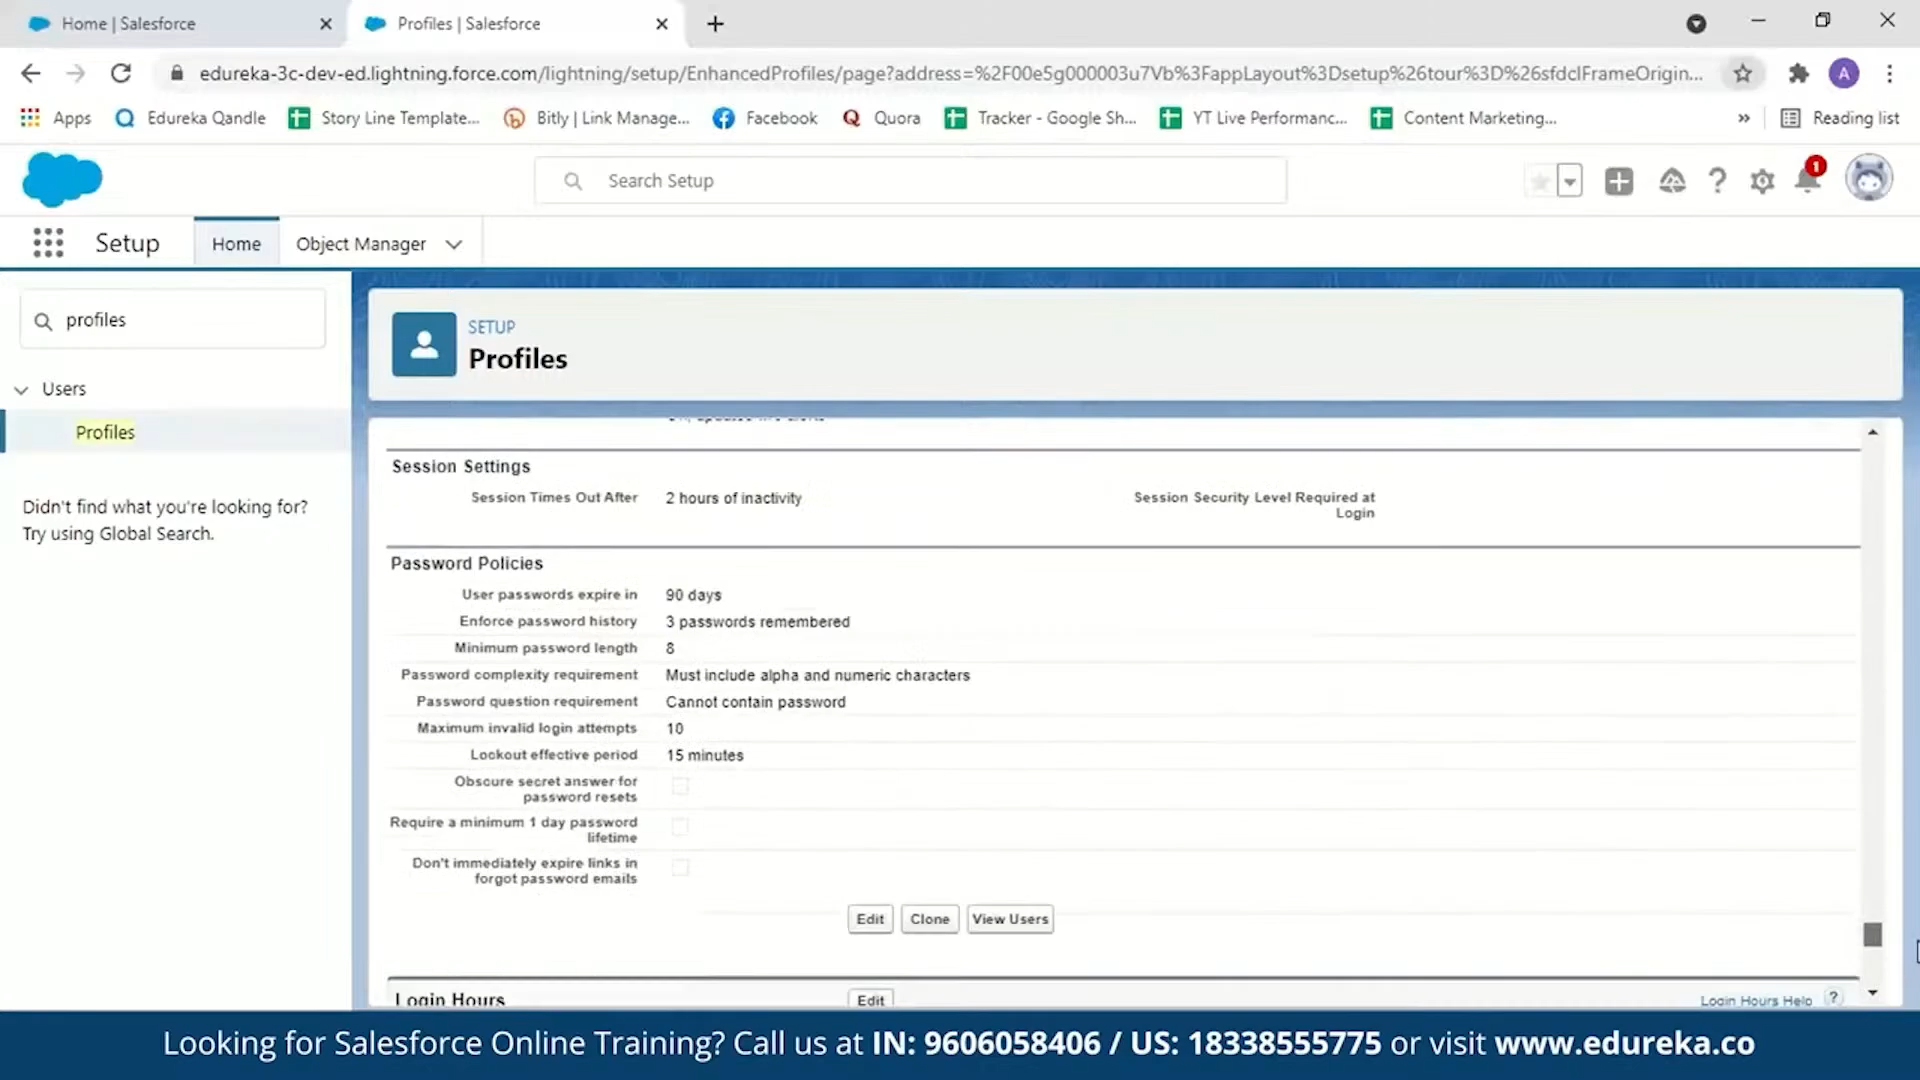 Home | Salesforce
Profiles | Salesforce
edureka-3c-dev-ed.lightning.force.com/lightning/setup/EnhancedProfiles/page?address=%2F00e5g000003u7Vb%3FappLayout%3Dsetup%26tour%3D%26sfdcIFrameOrigin...
A
Apps
Edureka Qandle
Story Line Template...
Bitly | Link Manage...
Facebook
Quora
Tracker - Google Sh...
YT Live Performanc...
Content Marketing...
»
Reading list
Search Setup
1
Setup
Home
Object Manager
profiles
Users
Profiles
Didn't find what you're looking for?
Try using Global Search.
SETUP
Profiles
Session Settings
Session Times Out After 2 hours of inactivity
Session Security Level Required at
Login
Password Policies
User passwords expire in 90 days
Enforce password history 3 passwords remembered
Minimum password length 8
Password complexity requirement Must include alpha and numeric characters
Password question requirement Cannot contain password
Maximum invalid login attempts 10
Lockout effective period 15 minutes
Obscure secret answer for
password resets
Require a minimum 1 day password
lifetime
Don't immediately expire links in
forgot password emails
Edit Clone View Users
Login Hours Edit Login Hours Help ?
Looking for Salesforce Online Training? Call us at IN: 9606058406 / US: 18338555775 or visit www.edureka.co